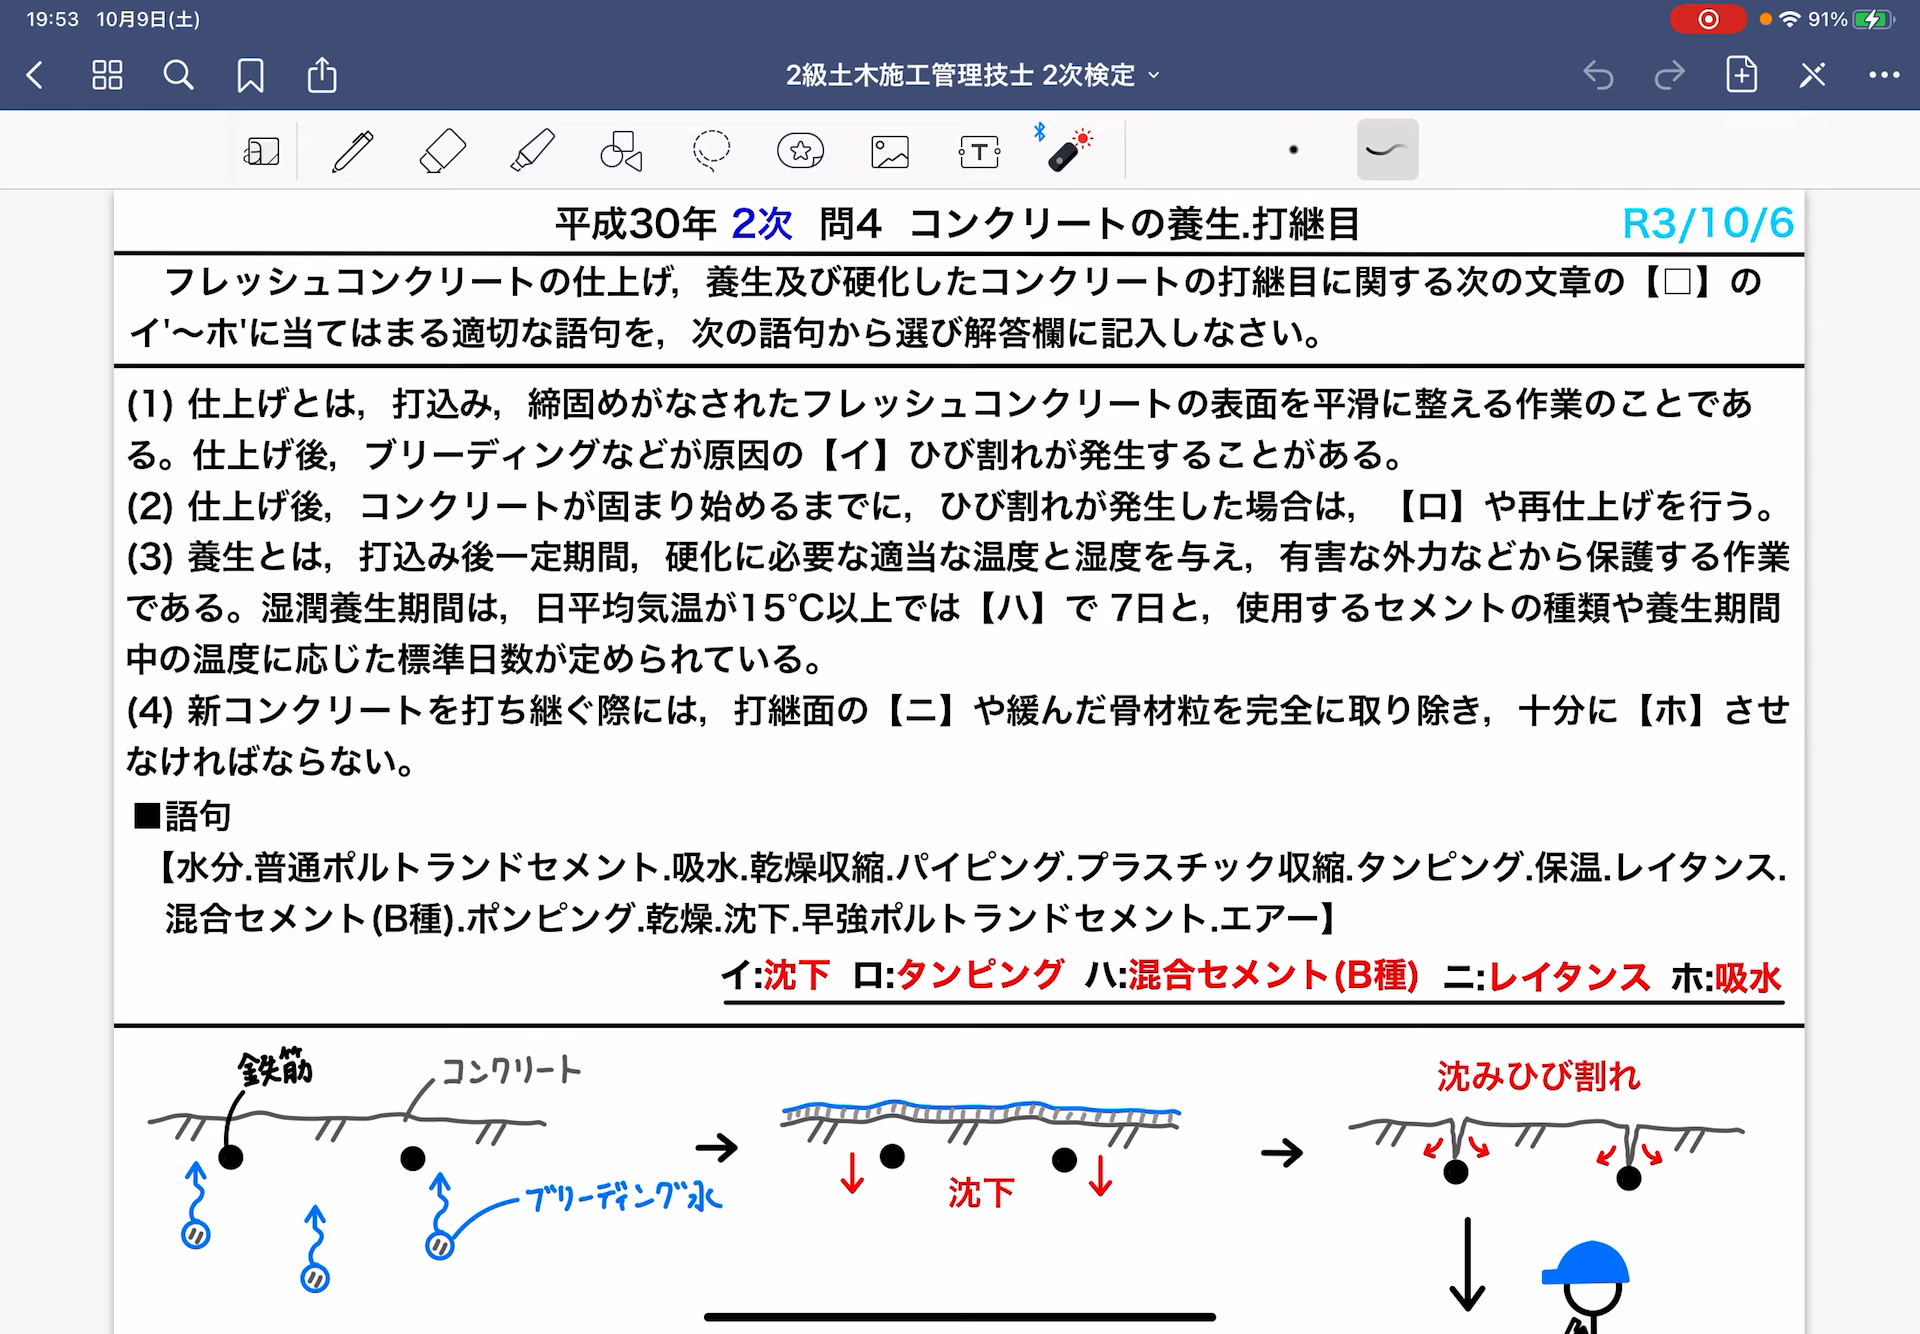 19:53 10月9日(土)
91%
2級土木施工管理技士 2次検定
平成30年 2次 問4 コンクリートの養生.打継目
R3/10/6
フレッシュコンクリートの仕上げ，養生及び硬化したコンクリートの打継目に関する次の文章の【□】の
イ'～ホ'に当てはまる適切な語句を，次の語句から選び解答欄に記入しなさい。
(1) 仕上げとは，打込み，締固めがなされたフレッシュコンクリートの表面を平滑に整える作業のことであ
る。仕上げ後，ブリーディングなどが原因の【イ】ひび割れが発生することがある。
(2) 仕上げ後，コンクリートが固まり始めるまでに，ひび割れが発生した場合は，【ロ】や再仕上げを行う。
(3) 養生とは，打込み後一定期間，硬化に必要な適当な温度と湿度を与え，有害な外力などから保護する作業
である。湿潤養生期間は，日平均気温が15℃以上では【ハ】で 7日と，使用するセメントの種類や養生期間
中の温度に応じた標準日数が定められている。
(4) 新コンクリートを打ち継ぐ際には，打継面の【ニ】や緩んだ骨材粒を完全に取り除き，十分に【ホ】させ
なければならない。
■語句
【水分.普通ポルトランドセメント.吸水.乾燥収縮.パイピング.プラスチック収縮.タンピング.保温.レイタンス.
混合セメント(B種).ポンピング.乾燥.沈下.早強ポルトランドセメント.エアー】
イ:沈下 ロ:タンピング ハ:混合セメント(B種) ニ:レイタンス ホ:吸水
鉄筋
コンクリート
沈みひび割れ
ブリーディング水
沈下